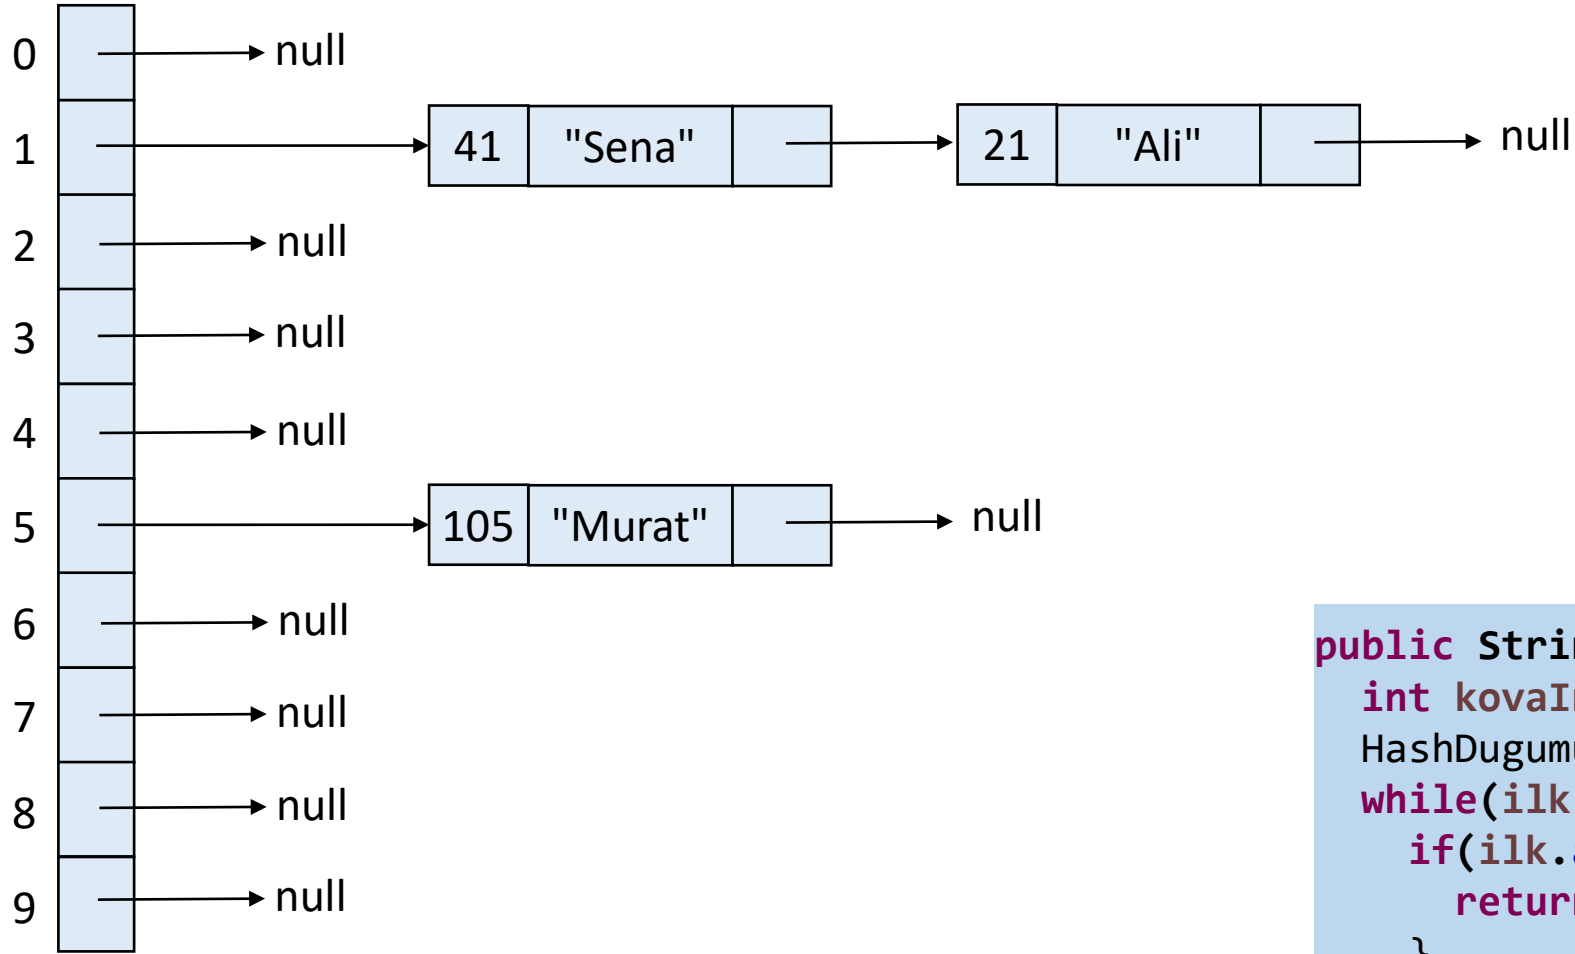 0 null
1 41 "Sena" 21 "Ali" null
2 null
3 null
4 null
5 105 "Murat" null
6 null
7 null
8 null
9 null
public
int
while(ilk
if(ilk.
}